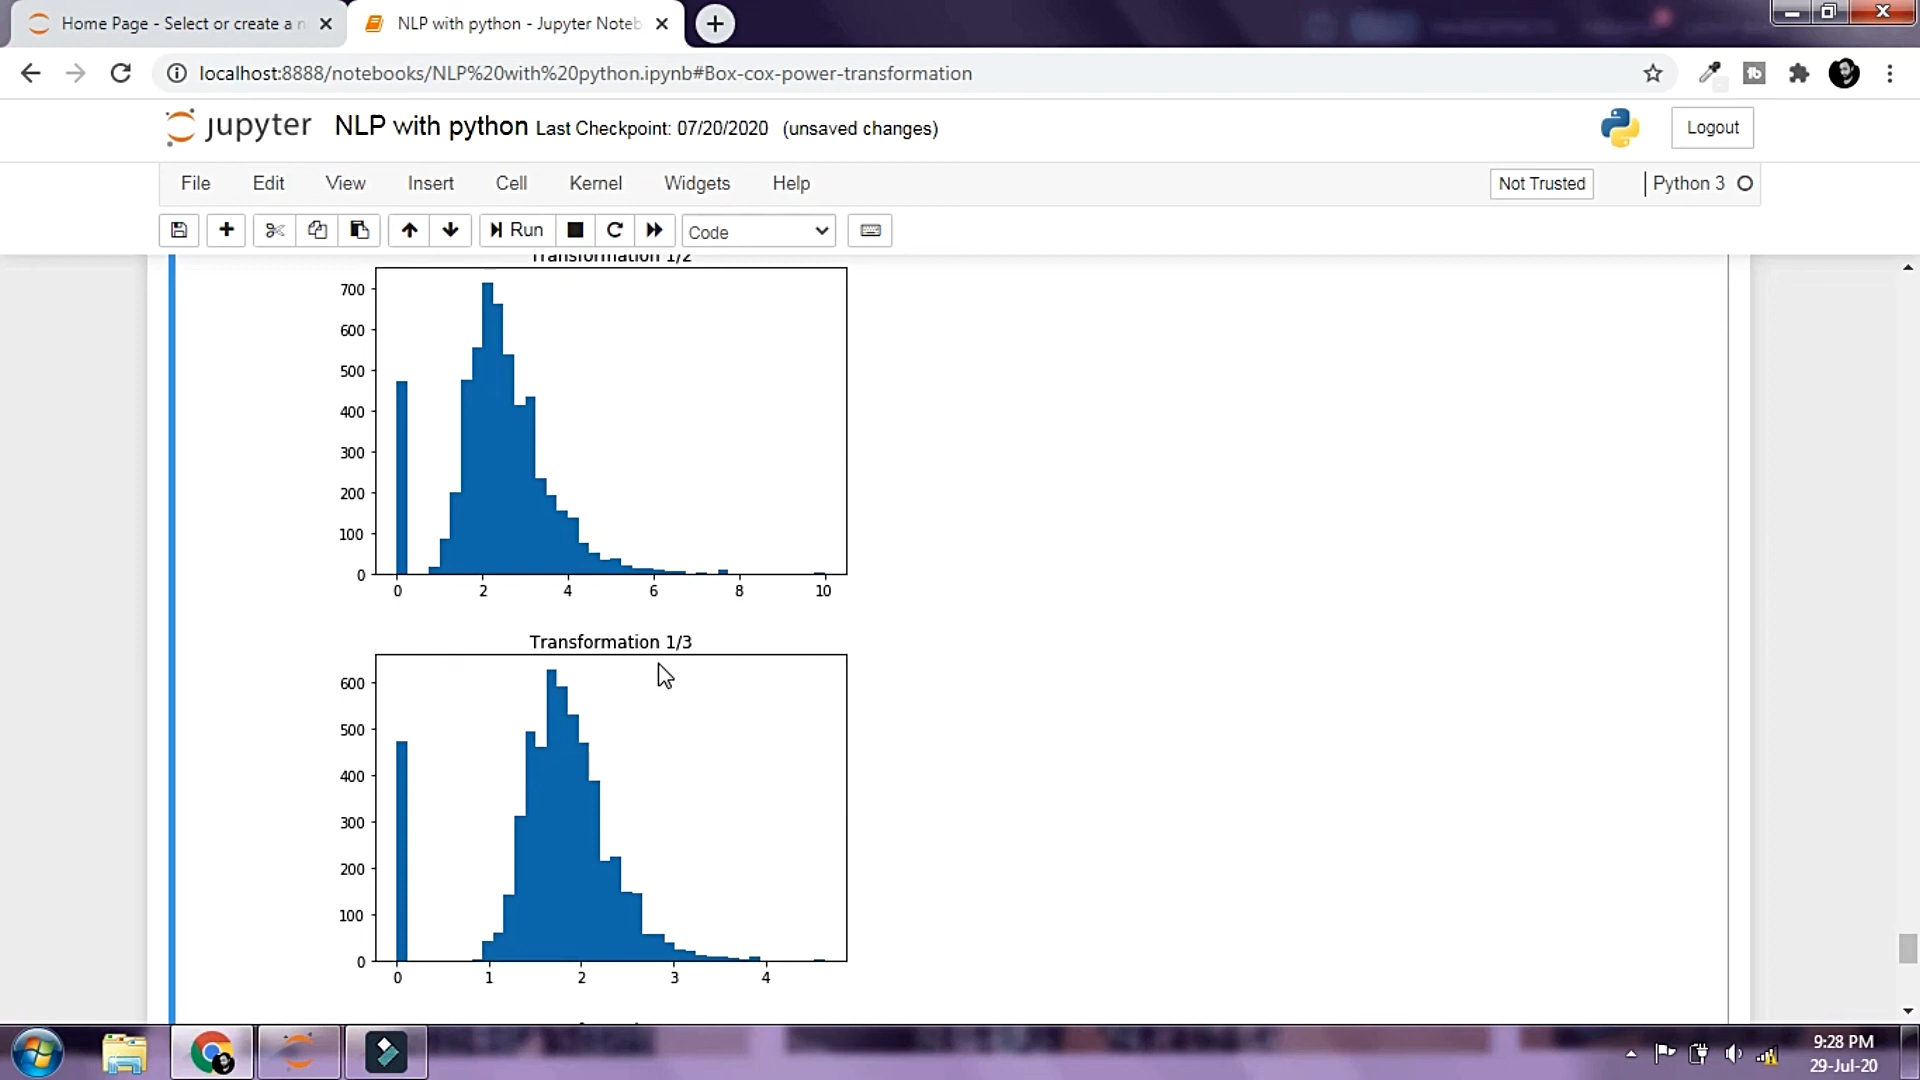 Home Page - Select or create a n
NLP with python - Jupyter Noteb
localhost:8888/notebooks/NLP%20with%20python.ipynb#Box-cox-power-transformation
jupyter NLP with python Last Checkpoint: 07/20/2020 (unsaved changes)
Logout
File Edit View Insert Cell Kernel Widgets Help
Not Trusted
Python 3
Run
Code
Transformation 1/2
700
600
500
400
300
200
100
0
0 2 4 6 8 10
Transformation 1/3
600
500
400
300
200
100
0
0 1 2 3 4
9:28 PM
29-Jul-20